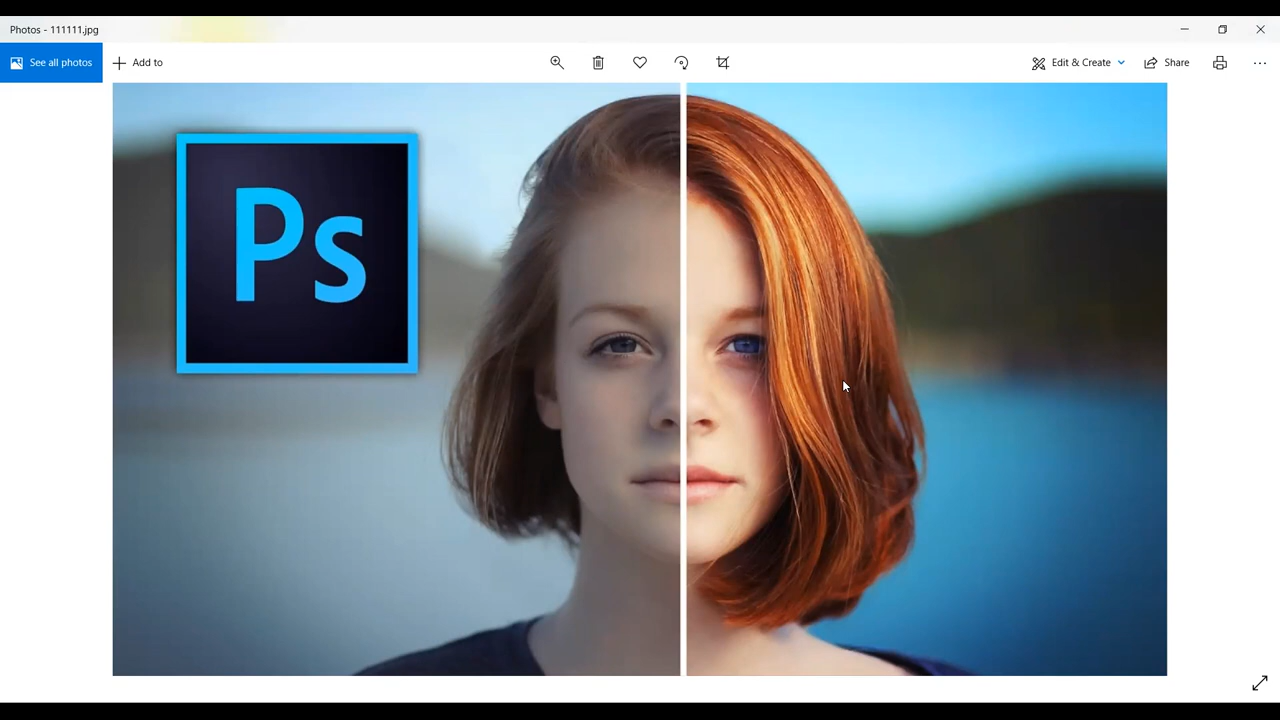 Photos - 111111.jpg
See all photos
Add to
Edit & Create
Share
Ps